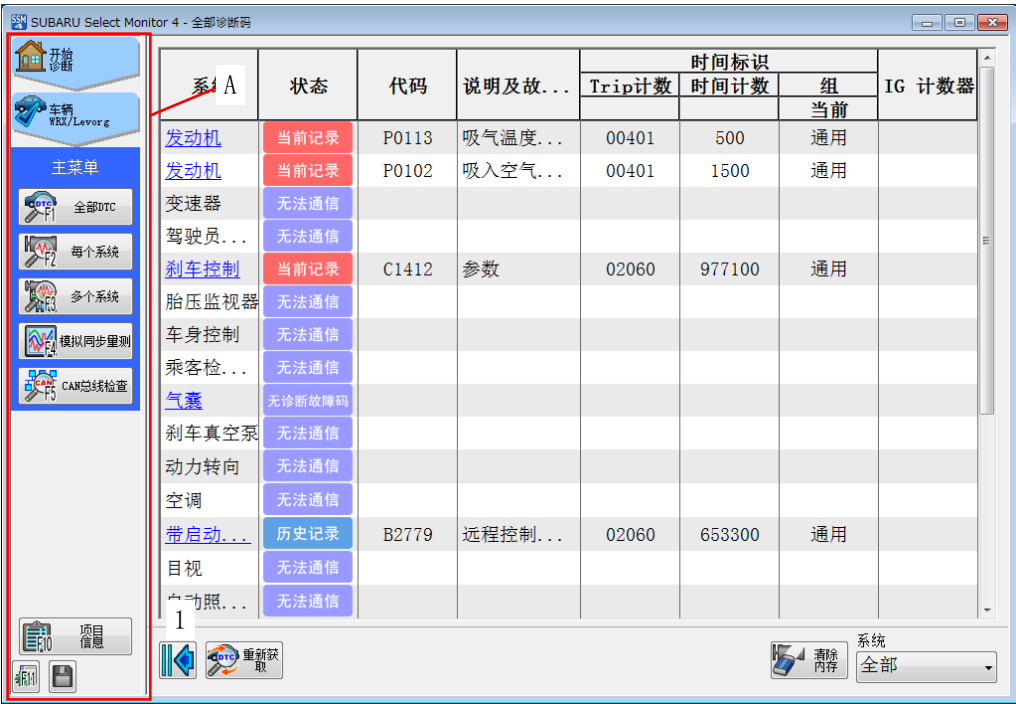 SUBARU Select Monitor 4 - 全部诊断码
开始
诊断
车辆
WRX/Levorg
主菜单
F1 全部DTC
F2 每个系统
F3 多个系统
F4 模拟同步量测
F5 CAN总线检查
F10 项目
信息
F11
A
时间标识
状态 代码 说明及故... Trip计数 时间计数 组 IG 计数器
当前
发动机 当前记录 P0113 吸气温度... 00401 500 通用
发动机 当前记录 P0102 吸入空气... 00401 1500 通用
变速器 无法通信
驾驶员... 无法通信
刹车控制 当前记录 C1412 参数 02060 977100 通用
胎压监视器 无法通信
车身控制 无法通信
乘客检... 无法通信
气囊 无诊断故障码
刹车真空泵 无法通信
动力转向 无法通信
空调 无法通信
带启动... 历史记录 B2779 远程控制... 02060 653300 通用
目视 无法通信
自动照... 无法通信
1
重新获
取
清除
内存
系统
全部